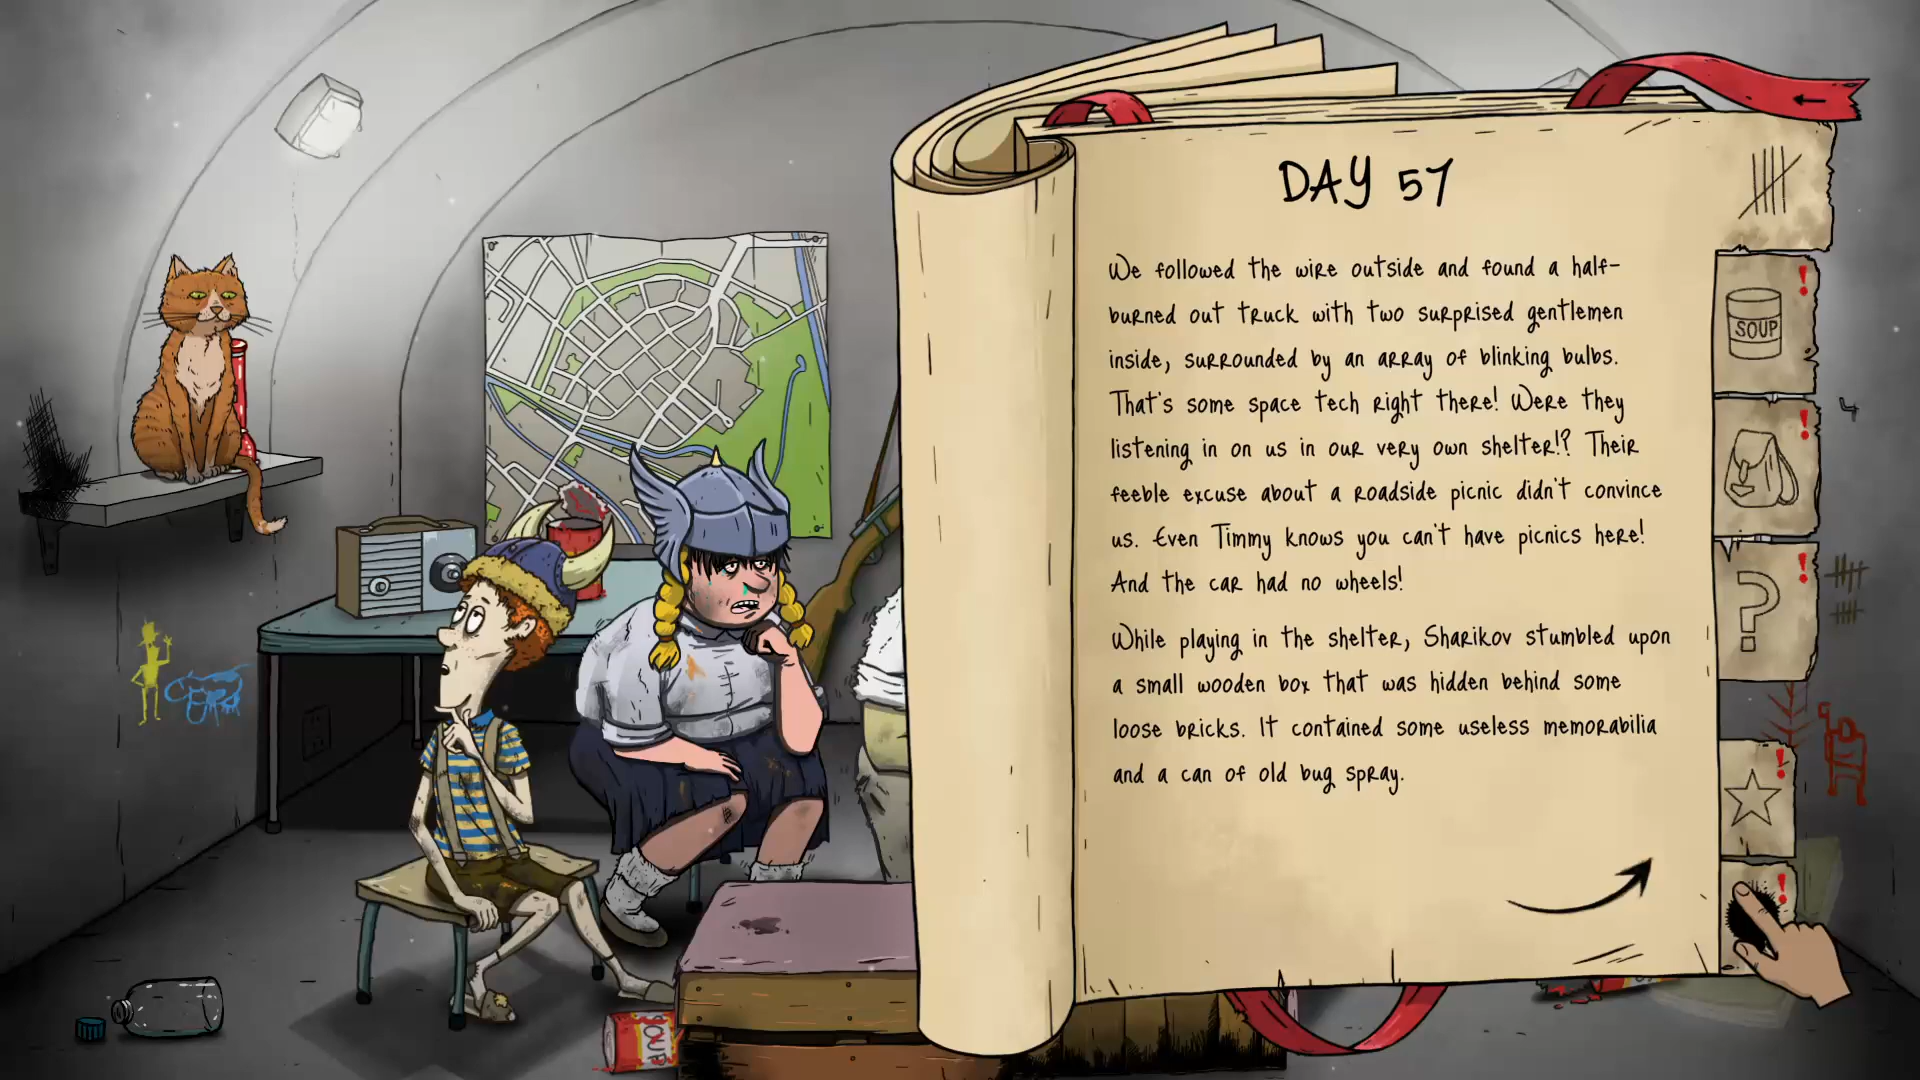 DAY 57
We followed the wire outside and found a half-
burned out truck with two surprised gentlemen
inside, surrounded by an array of blinking bulbs.
That's some space tech right there! Were they
listening in on us in our very own shelter!? Their
feeble excuse about a roadside picnic didn't convince
us. Even Timmy knows you can't have picnics here!
And the car had no wheels!
While playing in the shelter, Sharikov stumbled upon
a small wooden box that was hidden behind some
loose bricks. It contained some useless memorabilia
and a can of old bug spray.
SOUP
!
!
?
!
!
!
SOUP